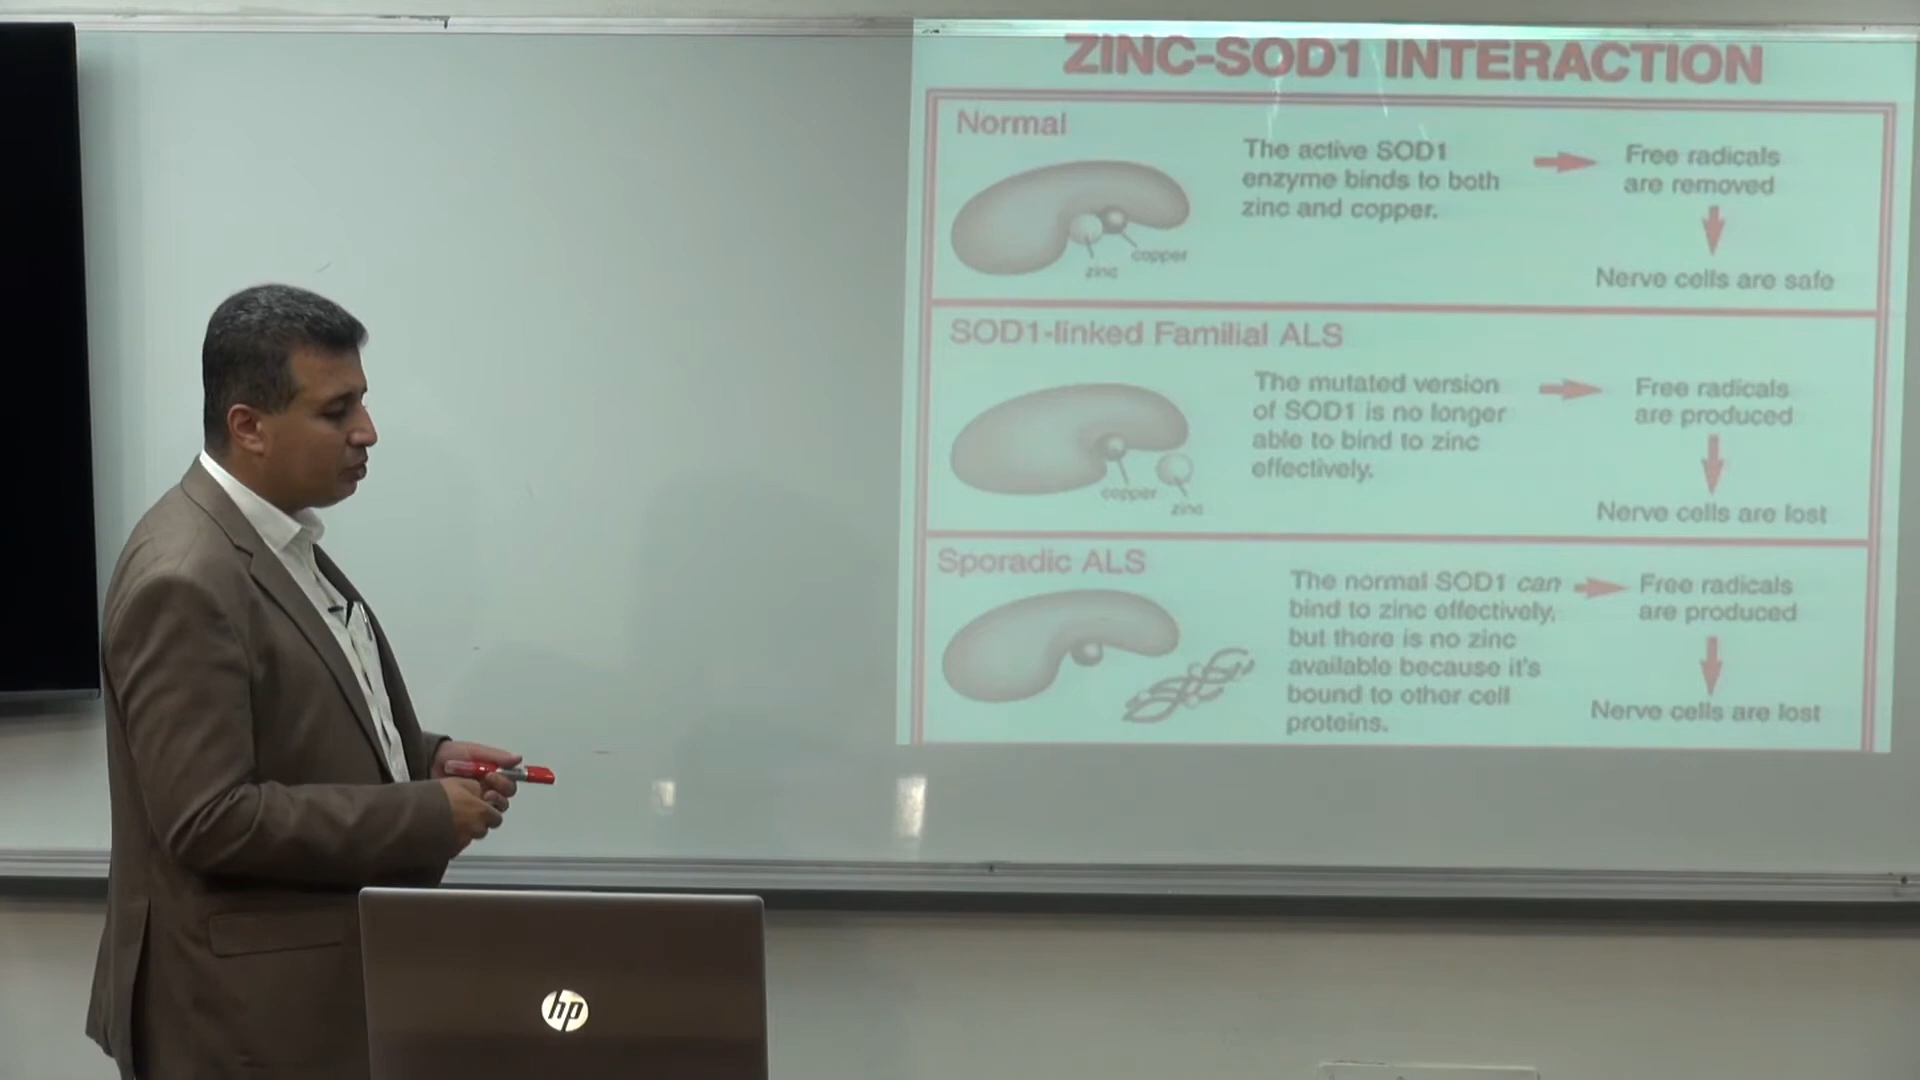 ZINC-SOD1 INTERACTION
Normal
The active SOD1
enzyme binds to both
zinc and copper.
Free radicals
are removed
Nerve cells are safe
copper
zinc
SOD1-linked Familial ALS
The mutated version
of SOD1 is no longer
able to bind to zinc
effectively.
Free radicals
are produced
Nerve cells are lost
copper
zinc
Sporadic ALS
The normal SOD1 can
bind to zinc effectively,
but there is no zinc
available because it's
bound to other cell
proteins.
Free radicals
are produced
Nerve cells are lost
hp